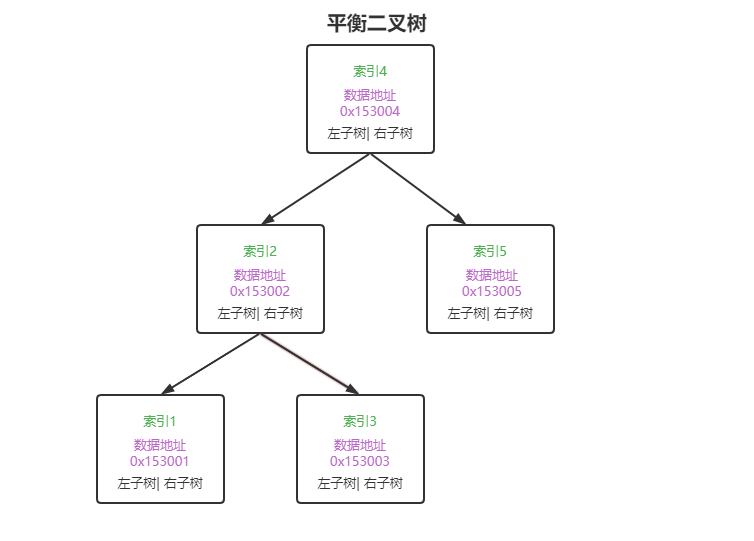 平衡二叉树
索引4
数据地址
0x153004
左子树| 右子树
索引2
数据地址
0x153002
左子树| 右子树
索引5
数据地址
0x153005
左子树| 右子树
索引1
数据地址
0x153001
左子树| 右子树
索引3
数据地址
0x153003
左子树| 右子树